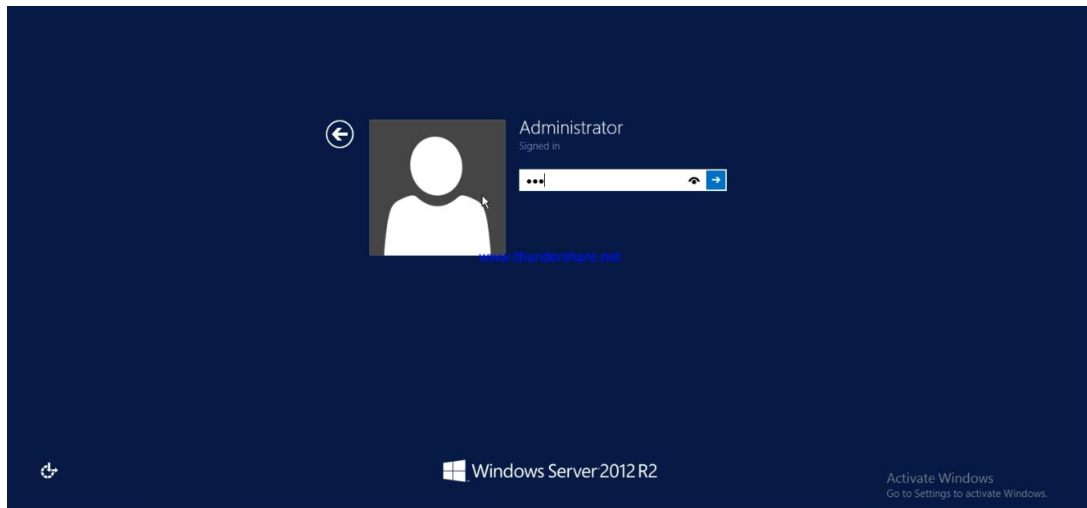 Administrator
Signed in
•••
www.thundershare.net
Windows Server 2012 R2
Activate Windows
Go to Settings to activate Windows.